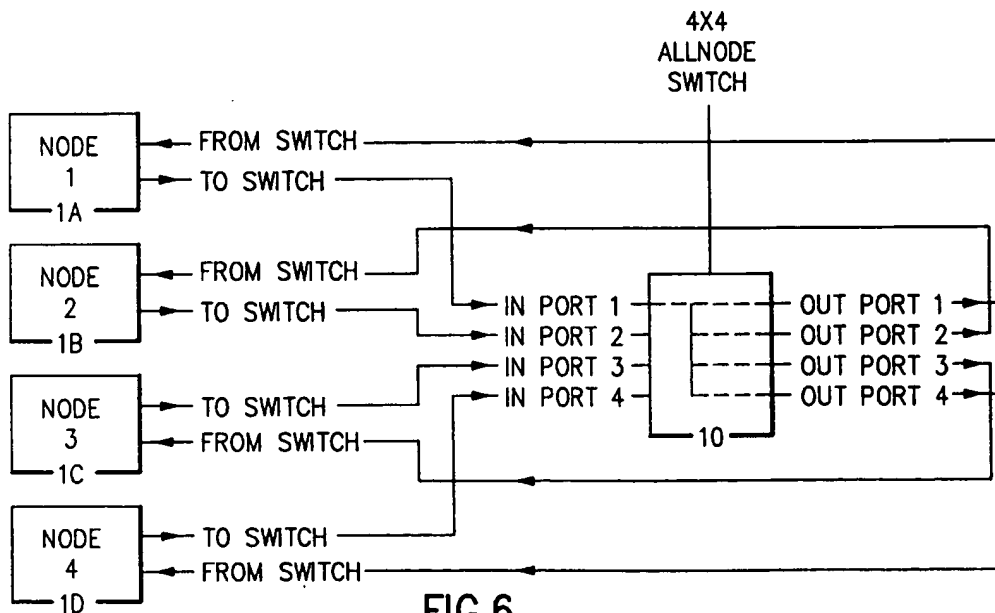 4X4
ALLNODE
SWITCH
NODE
1
1A
FROM SWITCH
TO SWITCH
NODE
2
1B
FROM SWITCH
TO SWITCH
NODE
3
1C
TO SWITCH
FROM SWITCH
NODE
4
1D
TO SWITCH
FROM SWITCH
IN PORT 1
IN PORT 2
IN PORT 3
IN PORT 4
10
OUT PORT 1
OUT PORT 2
OUT PORT 3
OUT PORT 4
FIG.6